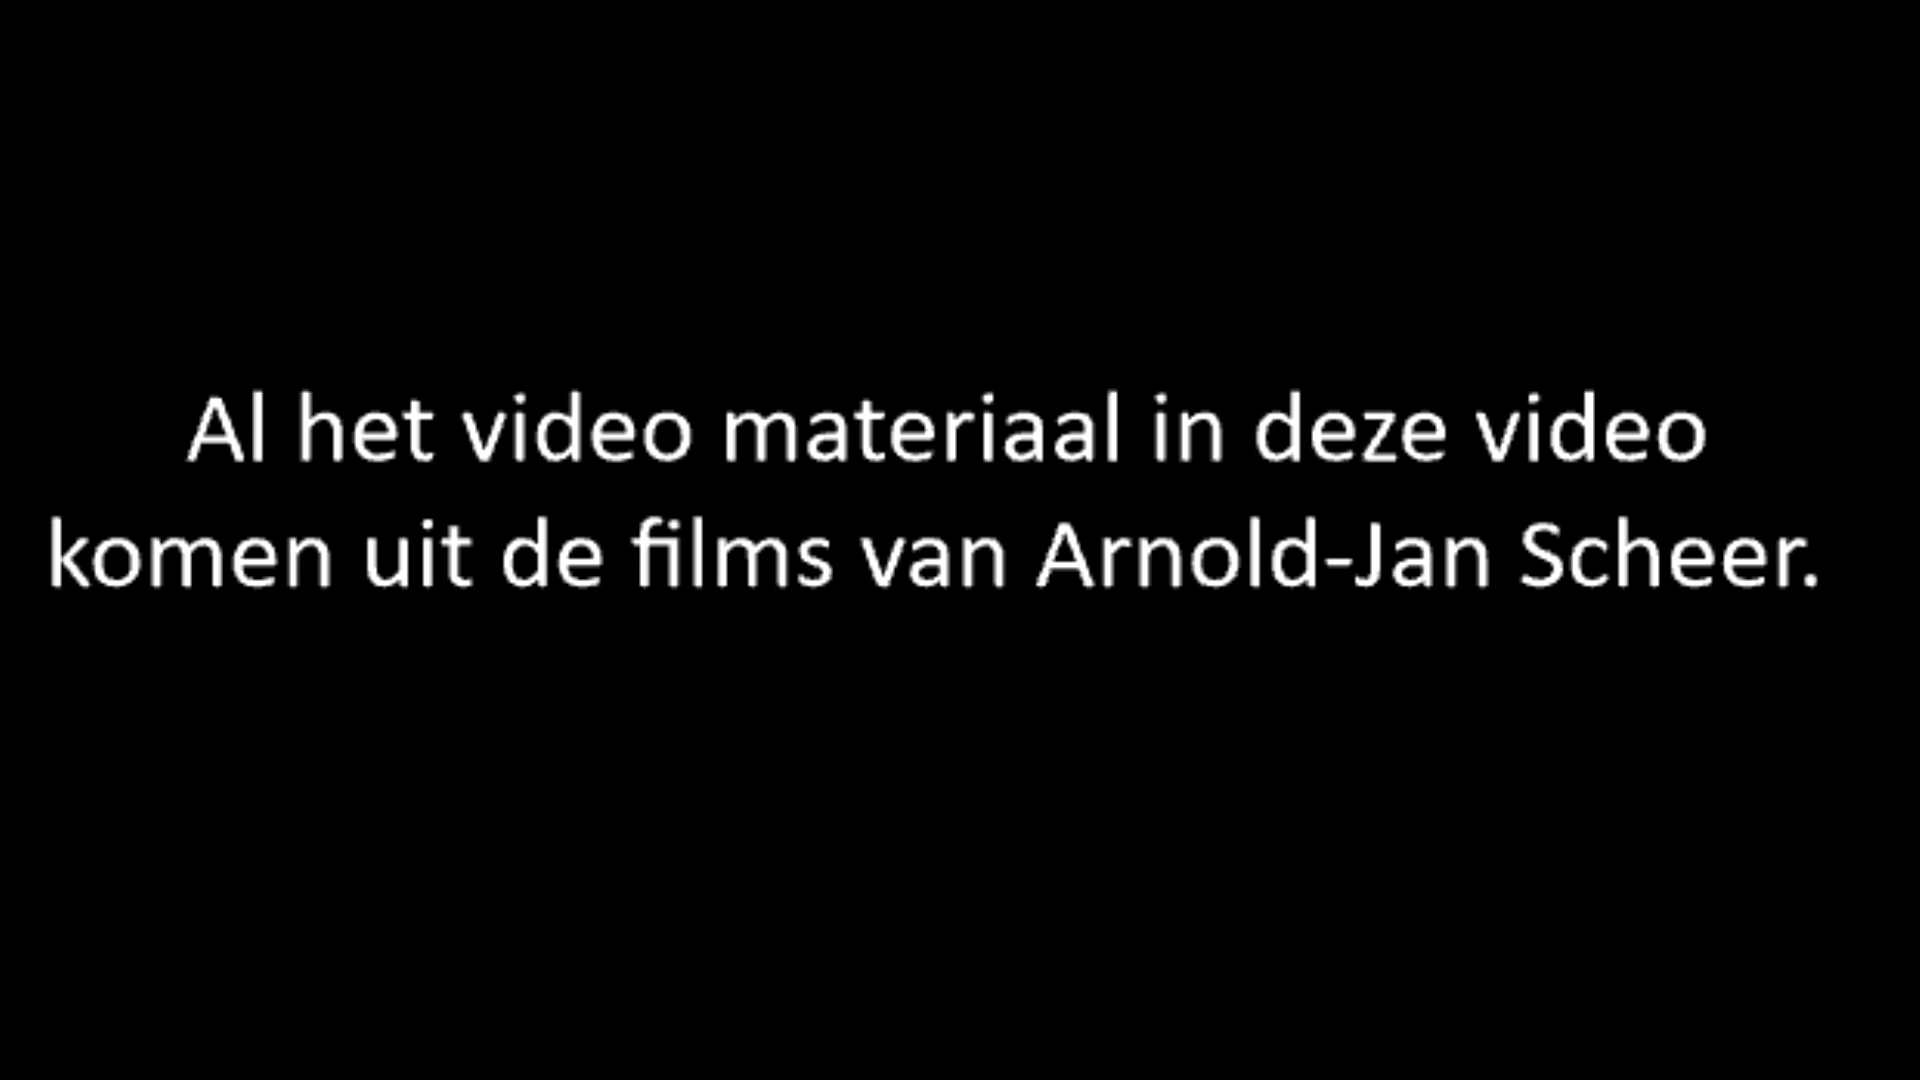 Al het video materiaal in deze video
komen uit de films van Arnold-Jan Scheer.